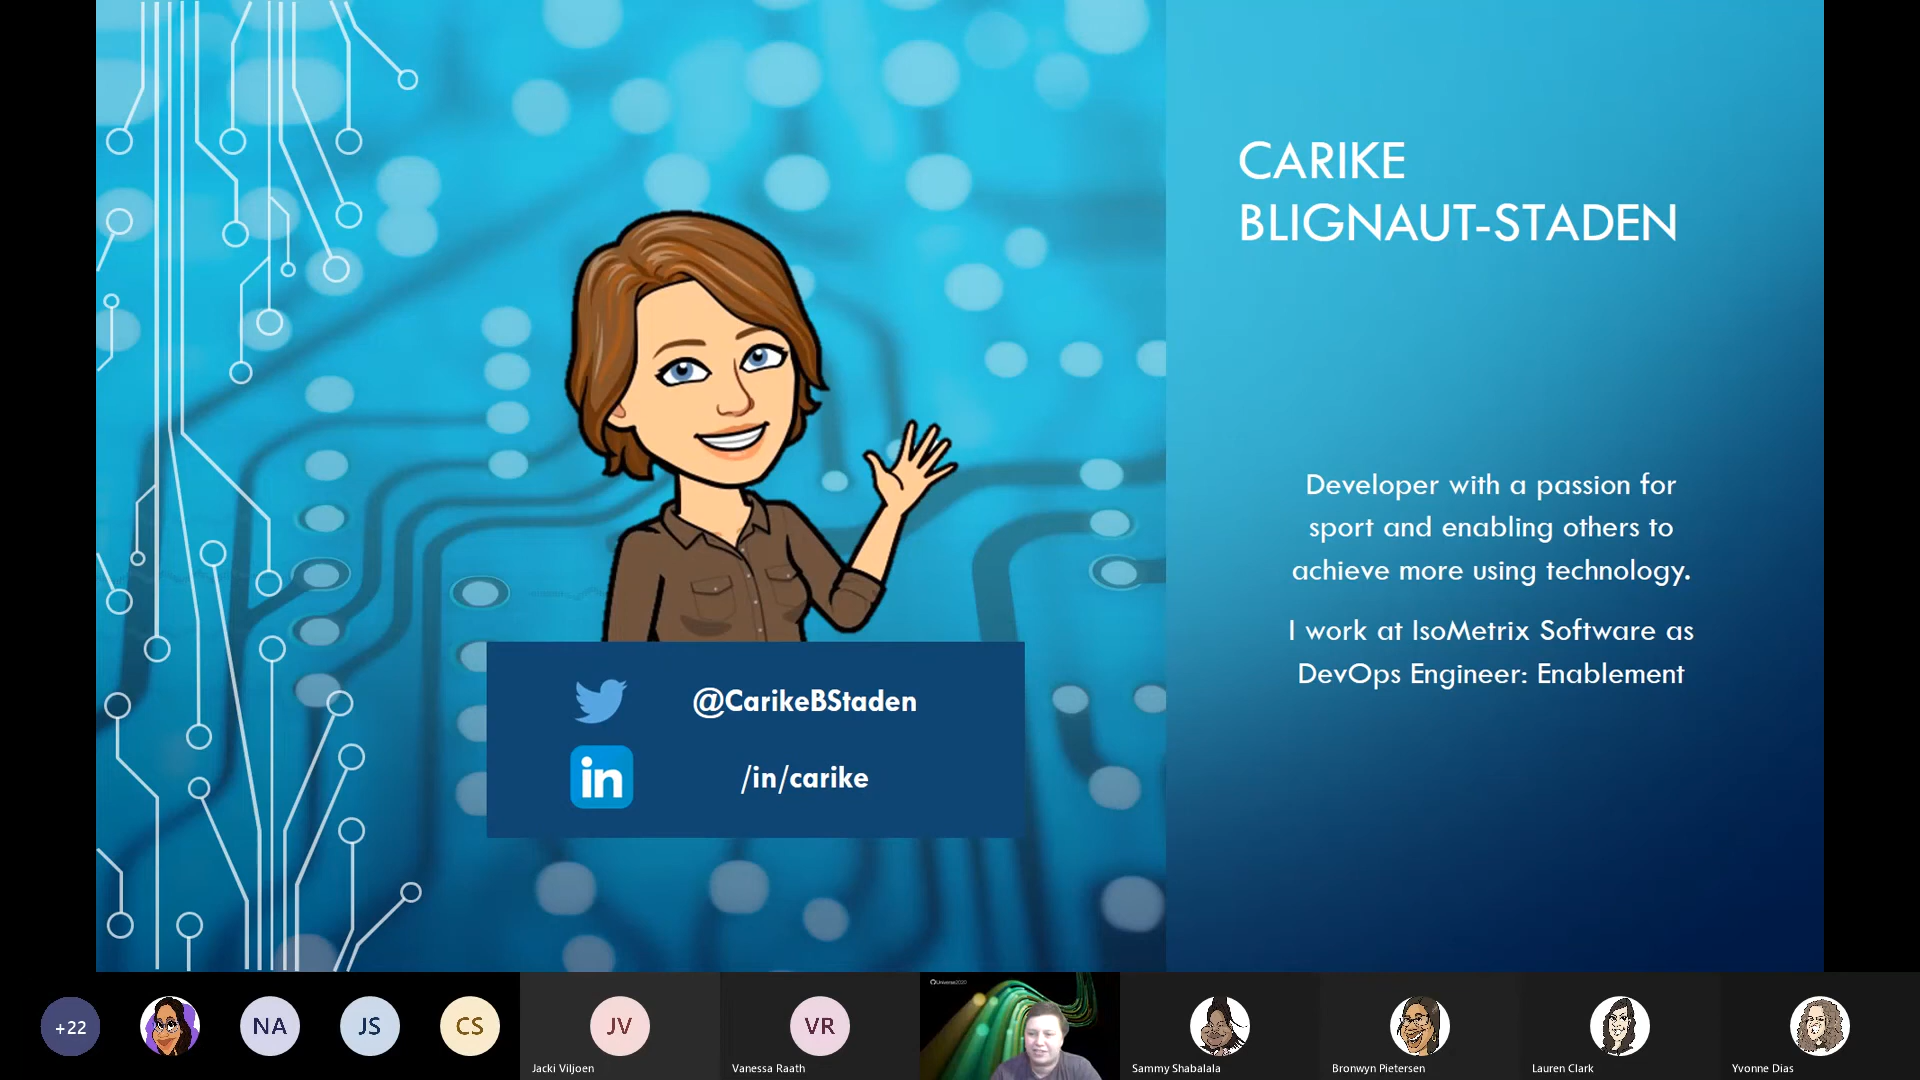 CARIKE
BLIGNAUT-STADEN
Developer with a passion for
sport and enabling others to
achieve more using technology.
I work at IsoMetrix Software as
DevOps Engineer: Enablement
@CarikeBStaden
in
/in/carike
+22
NA
JS
CS
JV
Jacki Viljoen
VR
Vanessa Raath
Universe2020
Sammy Shabalala
Bronwyn Pietersen
Lauren Clark
Yvonne Dias